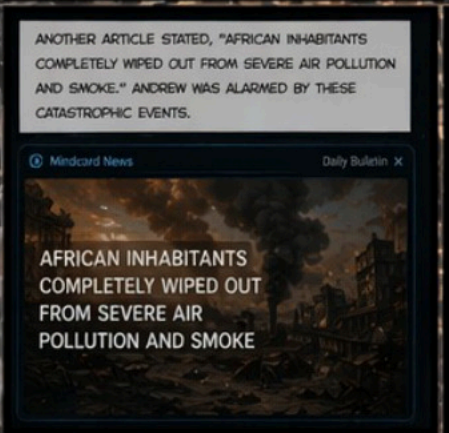 ANOTHER ARTICLE STATED, "AFRICAN INHABITANTS
COMPLETELY WIPED OUT FROM SEVERE AIR POLLUTION
AND SMOKE." ANDREW WAS ALARMED BY THESE
CATASTROPHIC EVENTS.
Mindcard News
Daily Bulletin ×
AFRICAN INHABITANTS
COMPLETELY WIPED OUT
FROM SEVERE AIR
POLLUTION AND SMOKE